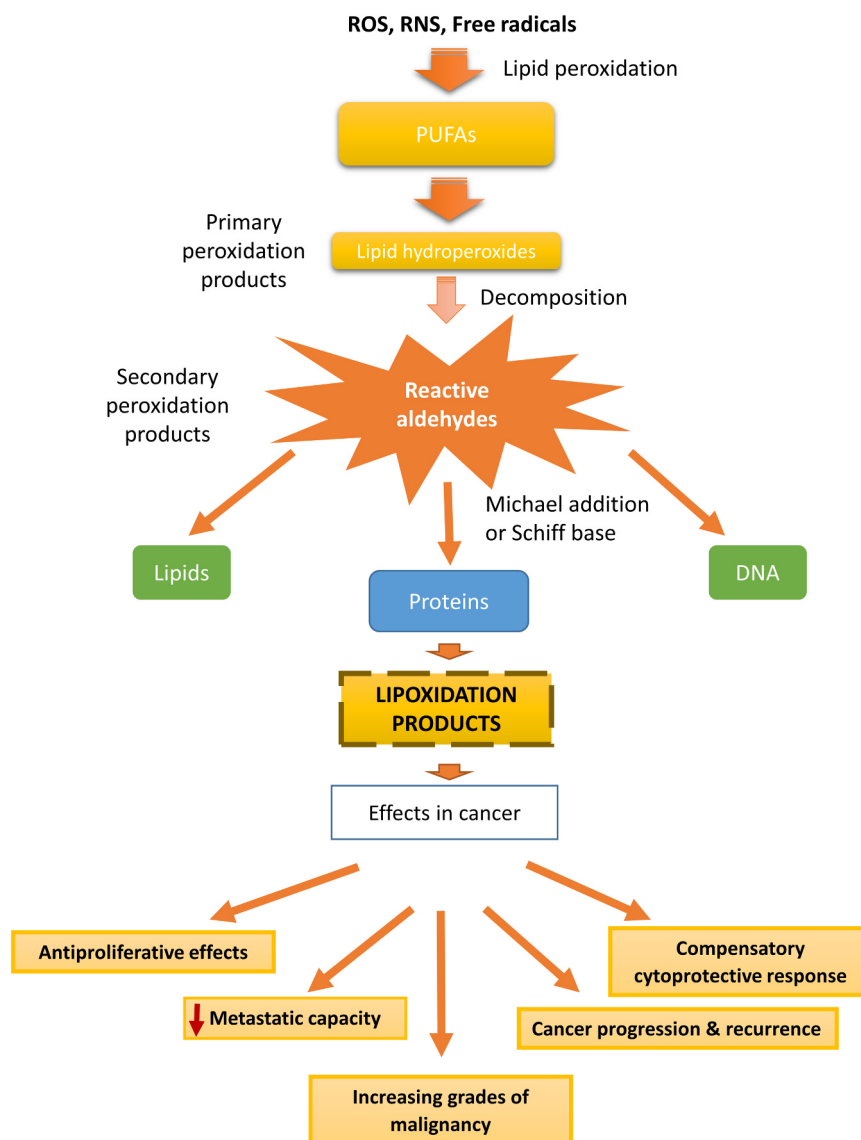 ROS, RNS, Free radicals
Lipid peroxidation
PUFAs
Primary
peroxidation
products
Lipid hydroperoxides
Decomposition
Secondary
peroxidation
products
Reactive
aldehydes
Michael addition
or Schiff base
Lipids
Proteins
DNA
LIPOXIDATION
PRODUCTS
Effects in cancer
Antiproliferative effects
Compensatory
cytoprotective response
Metastatic capacity
Cancer progression & recurrence
Increasing grades of
malignancy